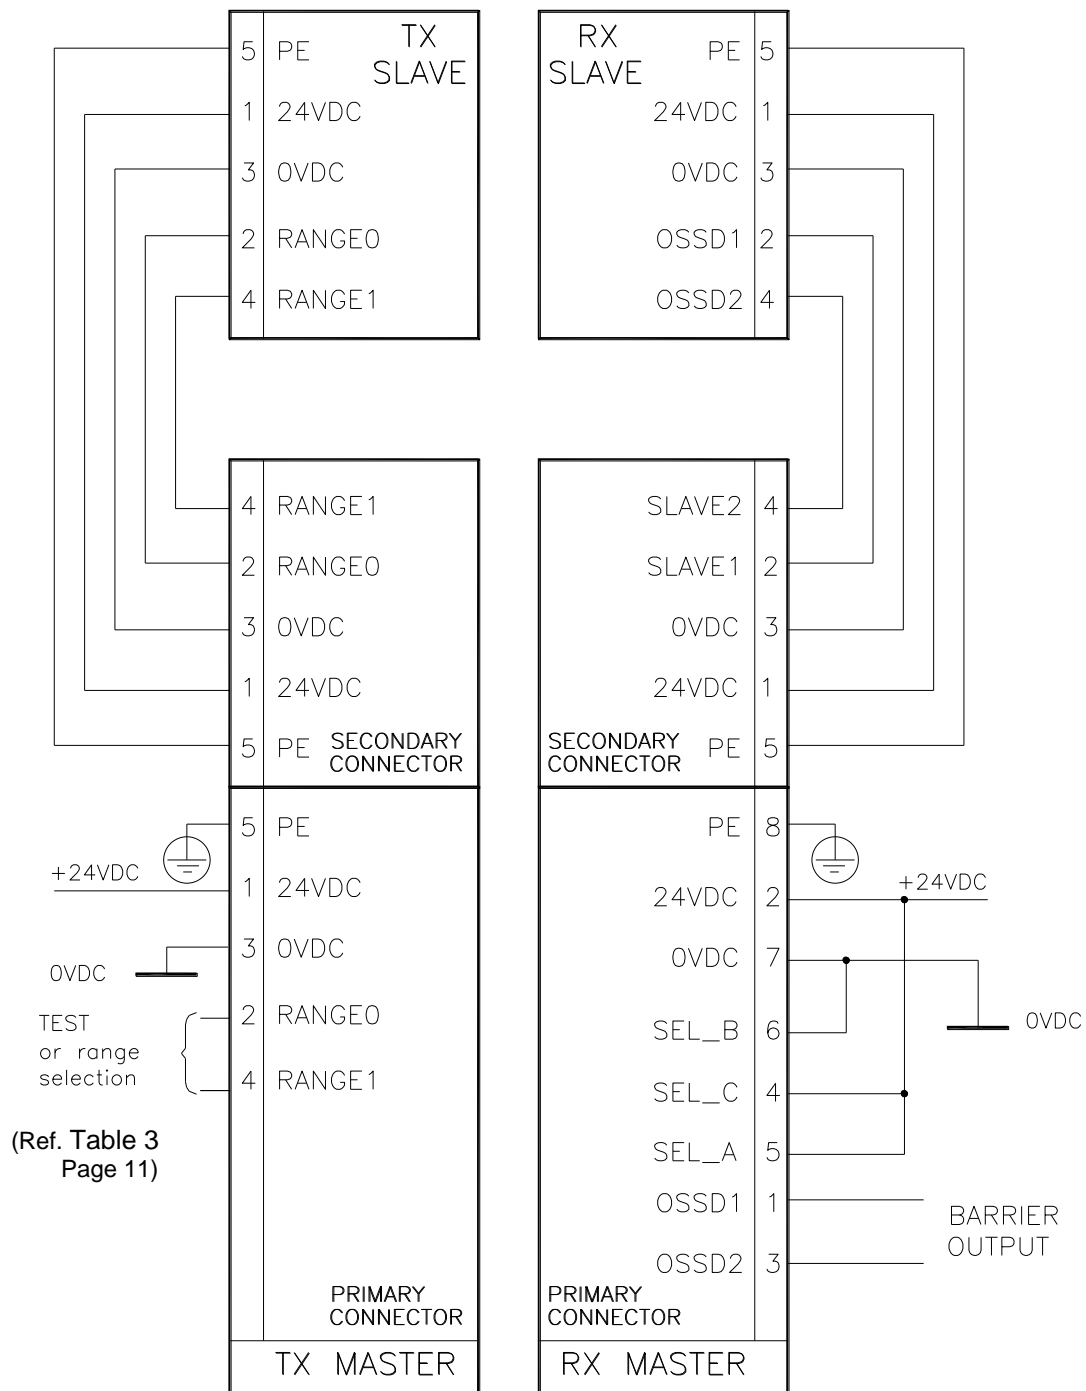 TX
SLAVE
5 PE
1 24VDC
3 0VDC
2 RANGE0
4 RANGE1
RX
SLAVE
PE 5
24VDC 1
0VDC 3
OSSD1 2
OSSD2 4
4 RANGE1
2 RANGE0
3 0VDC
1 24VDC
5 PE
SECONDARY
CONNECTOR
SLAVE2 4
SLAVE1 2
0VDC 3
24VDC 1
PE 5
SECONDARY
CONNECTOR
5 PE
+24VDC
1 24VDC
3 0VDC
0VDC
2 RANGE0
TEST
or range
selection
4 RANGE1
(Ref. Table 3
Page 11)
PRIMARY
CONNECTOR
TX MASTER
PE 8
24VDC 2
+24VDC
0VDC 7
SEL_B 6
0VDC
SEL_C 4
SEL_A 5
OSSD1 1
OSSD2 3
BARRIER
OUTPUT
PRIMARY
CONNECTOR
RX MASTER